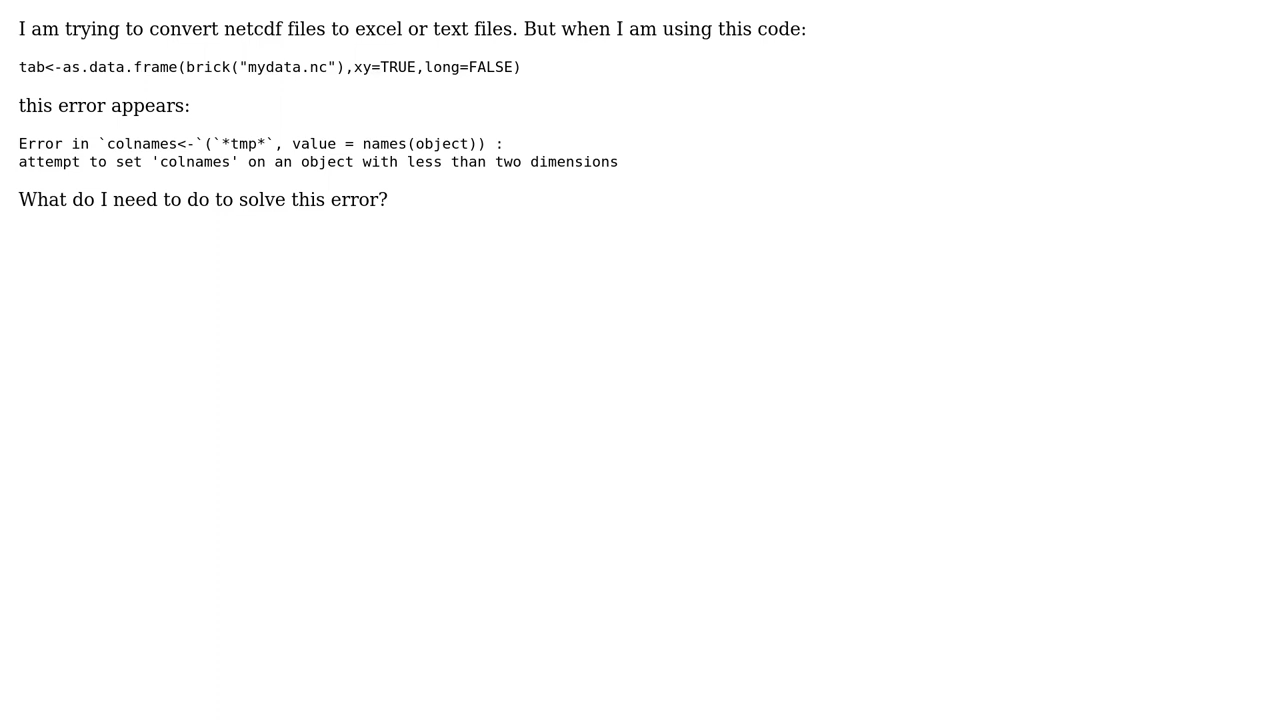 I am trying to convert netcdf files to excel or text files. But when I am using this code:
tab<-as.data.frame(brick("mydata.nc"),xy=TRUE,long=FALSE)
this error appears:
Error in `colnames<-`(`*tmp*`, value = names(object)) :
attempt to set 'colnames' on an object with less than two dimensions
What do I need to do to solve this error?